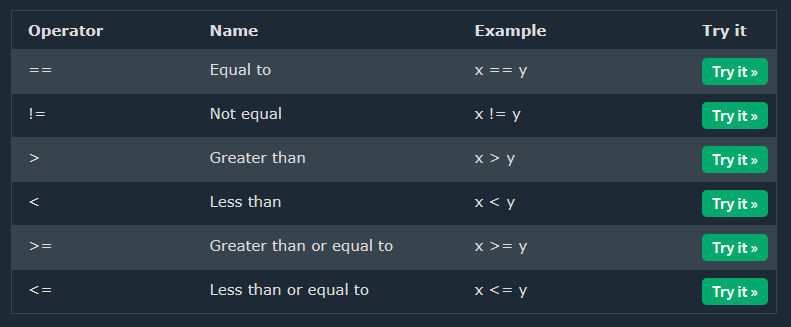 Operator Name Example Try it
== Equal to x == y Try it »
!= Not equal x != y Try it »
> Greater than x > y Try it »
< Less than x < y Try it »
>= Greater than or equal to x >= y Try it »
<= Less than or equal to x <= y Try it »